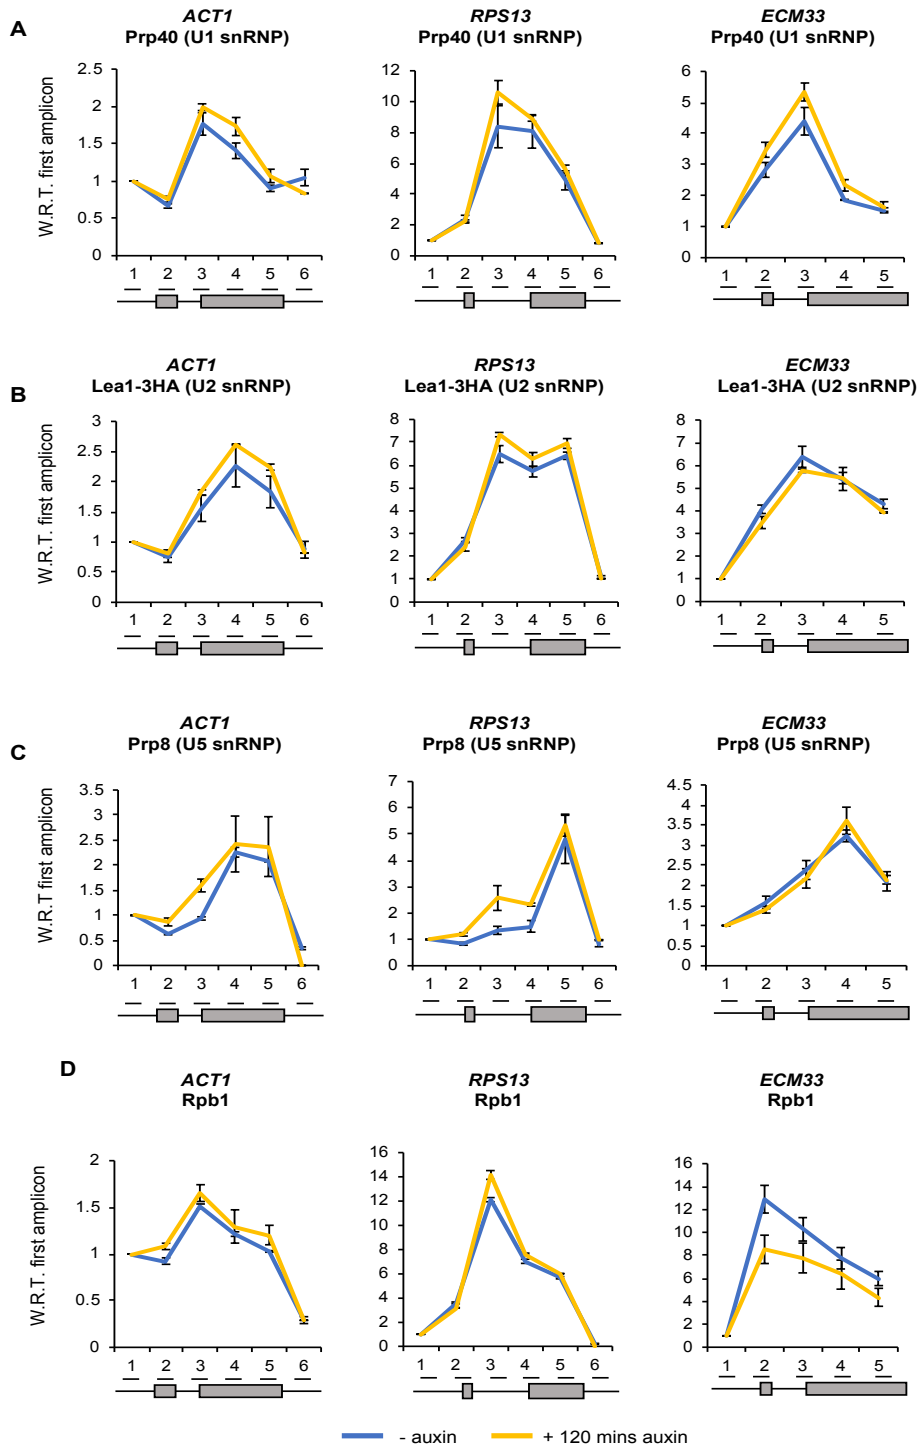 A
ACT1
Prp40 (U1 snRNP)
RPS13
Prp40 (U1 snRNP)
ECM33
Prp40 (U1 snRNP)
W.R.T. first amplicon
2.5
2
1.5
1
0.5
0
1 2 3 4 5 6
12
10
8
6
4
2
0
1 2 3 4 5 6
6
5
4
3
2
1
0
1 2 3 4 5
B
ACT1
Lea1-3HA (U2 snRNP)
RPS13
Lea1-3HA (U2 snRNP)
ECM33
Lea1-3HA (U2 snRNP)
W.R.T. first amplicon
3
2.5
2
1.5
1
0.5
0
1 2 3 4 5 6
8
7
6
5
4
3
2
1
0
1 2 3 4 5 6
8
7
6
5
4
3
2
1
0
1 2 3 4 5
C
ACT1
Prp8 (U5 snRNP)
RPS13
Prp8 (U5 snRNP)
ECM33
Prp8 (U5 snRNP)
W.R.T first amplicon
3.5
3
2.5
2
1.5
1
0.5
0
1 2 3 4 5 6
7
6
5
4
3
2
1
0
1 2 3 4 5 6
4.5
4
3.5
3
2.5
2
1.5
1
0.5
0
1 2 3 4 5
D
ACT1
Rpb1
RPS13
Rpb1
ECM33
Rpb1
W.R.T. first amplicon
2
1.5
1
0.5
0
1 2 3 4 5 6
16
14
12
10
8
6
4
2
0
1 2 3 4 5 6
16
14
12
10
8
6
4
2
0
1 2 3 4 5
- auxin
+ 120 mins auxin